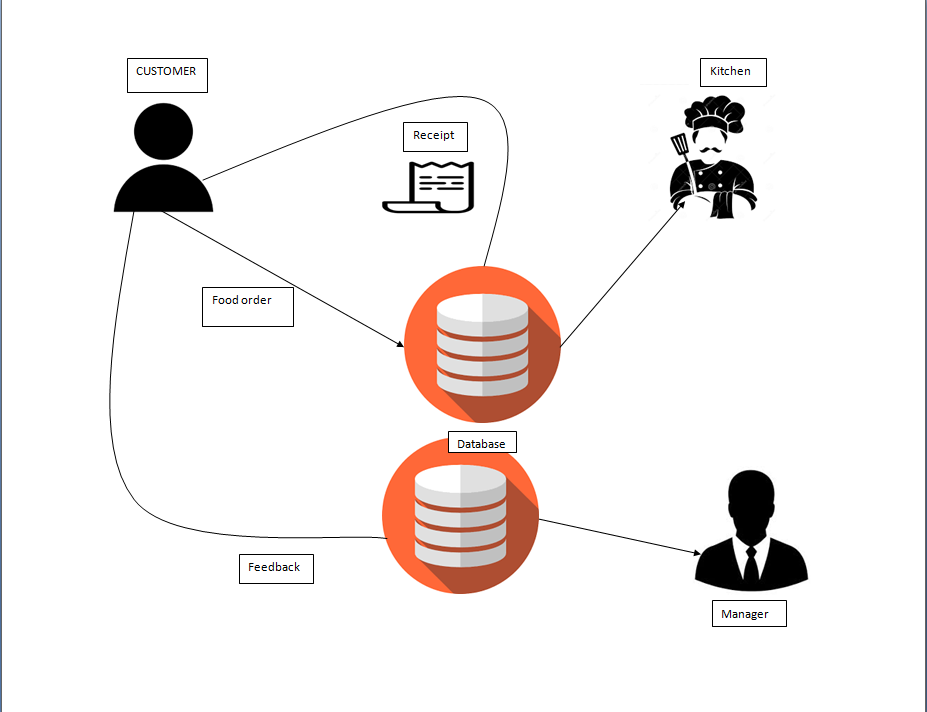 CUSTOMER
Kitchen
Receipt
Food order
Database
Feedback
Manager